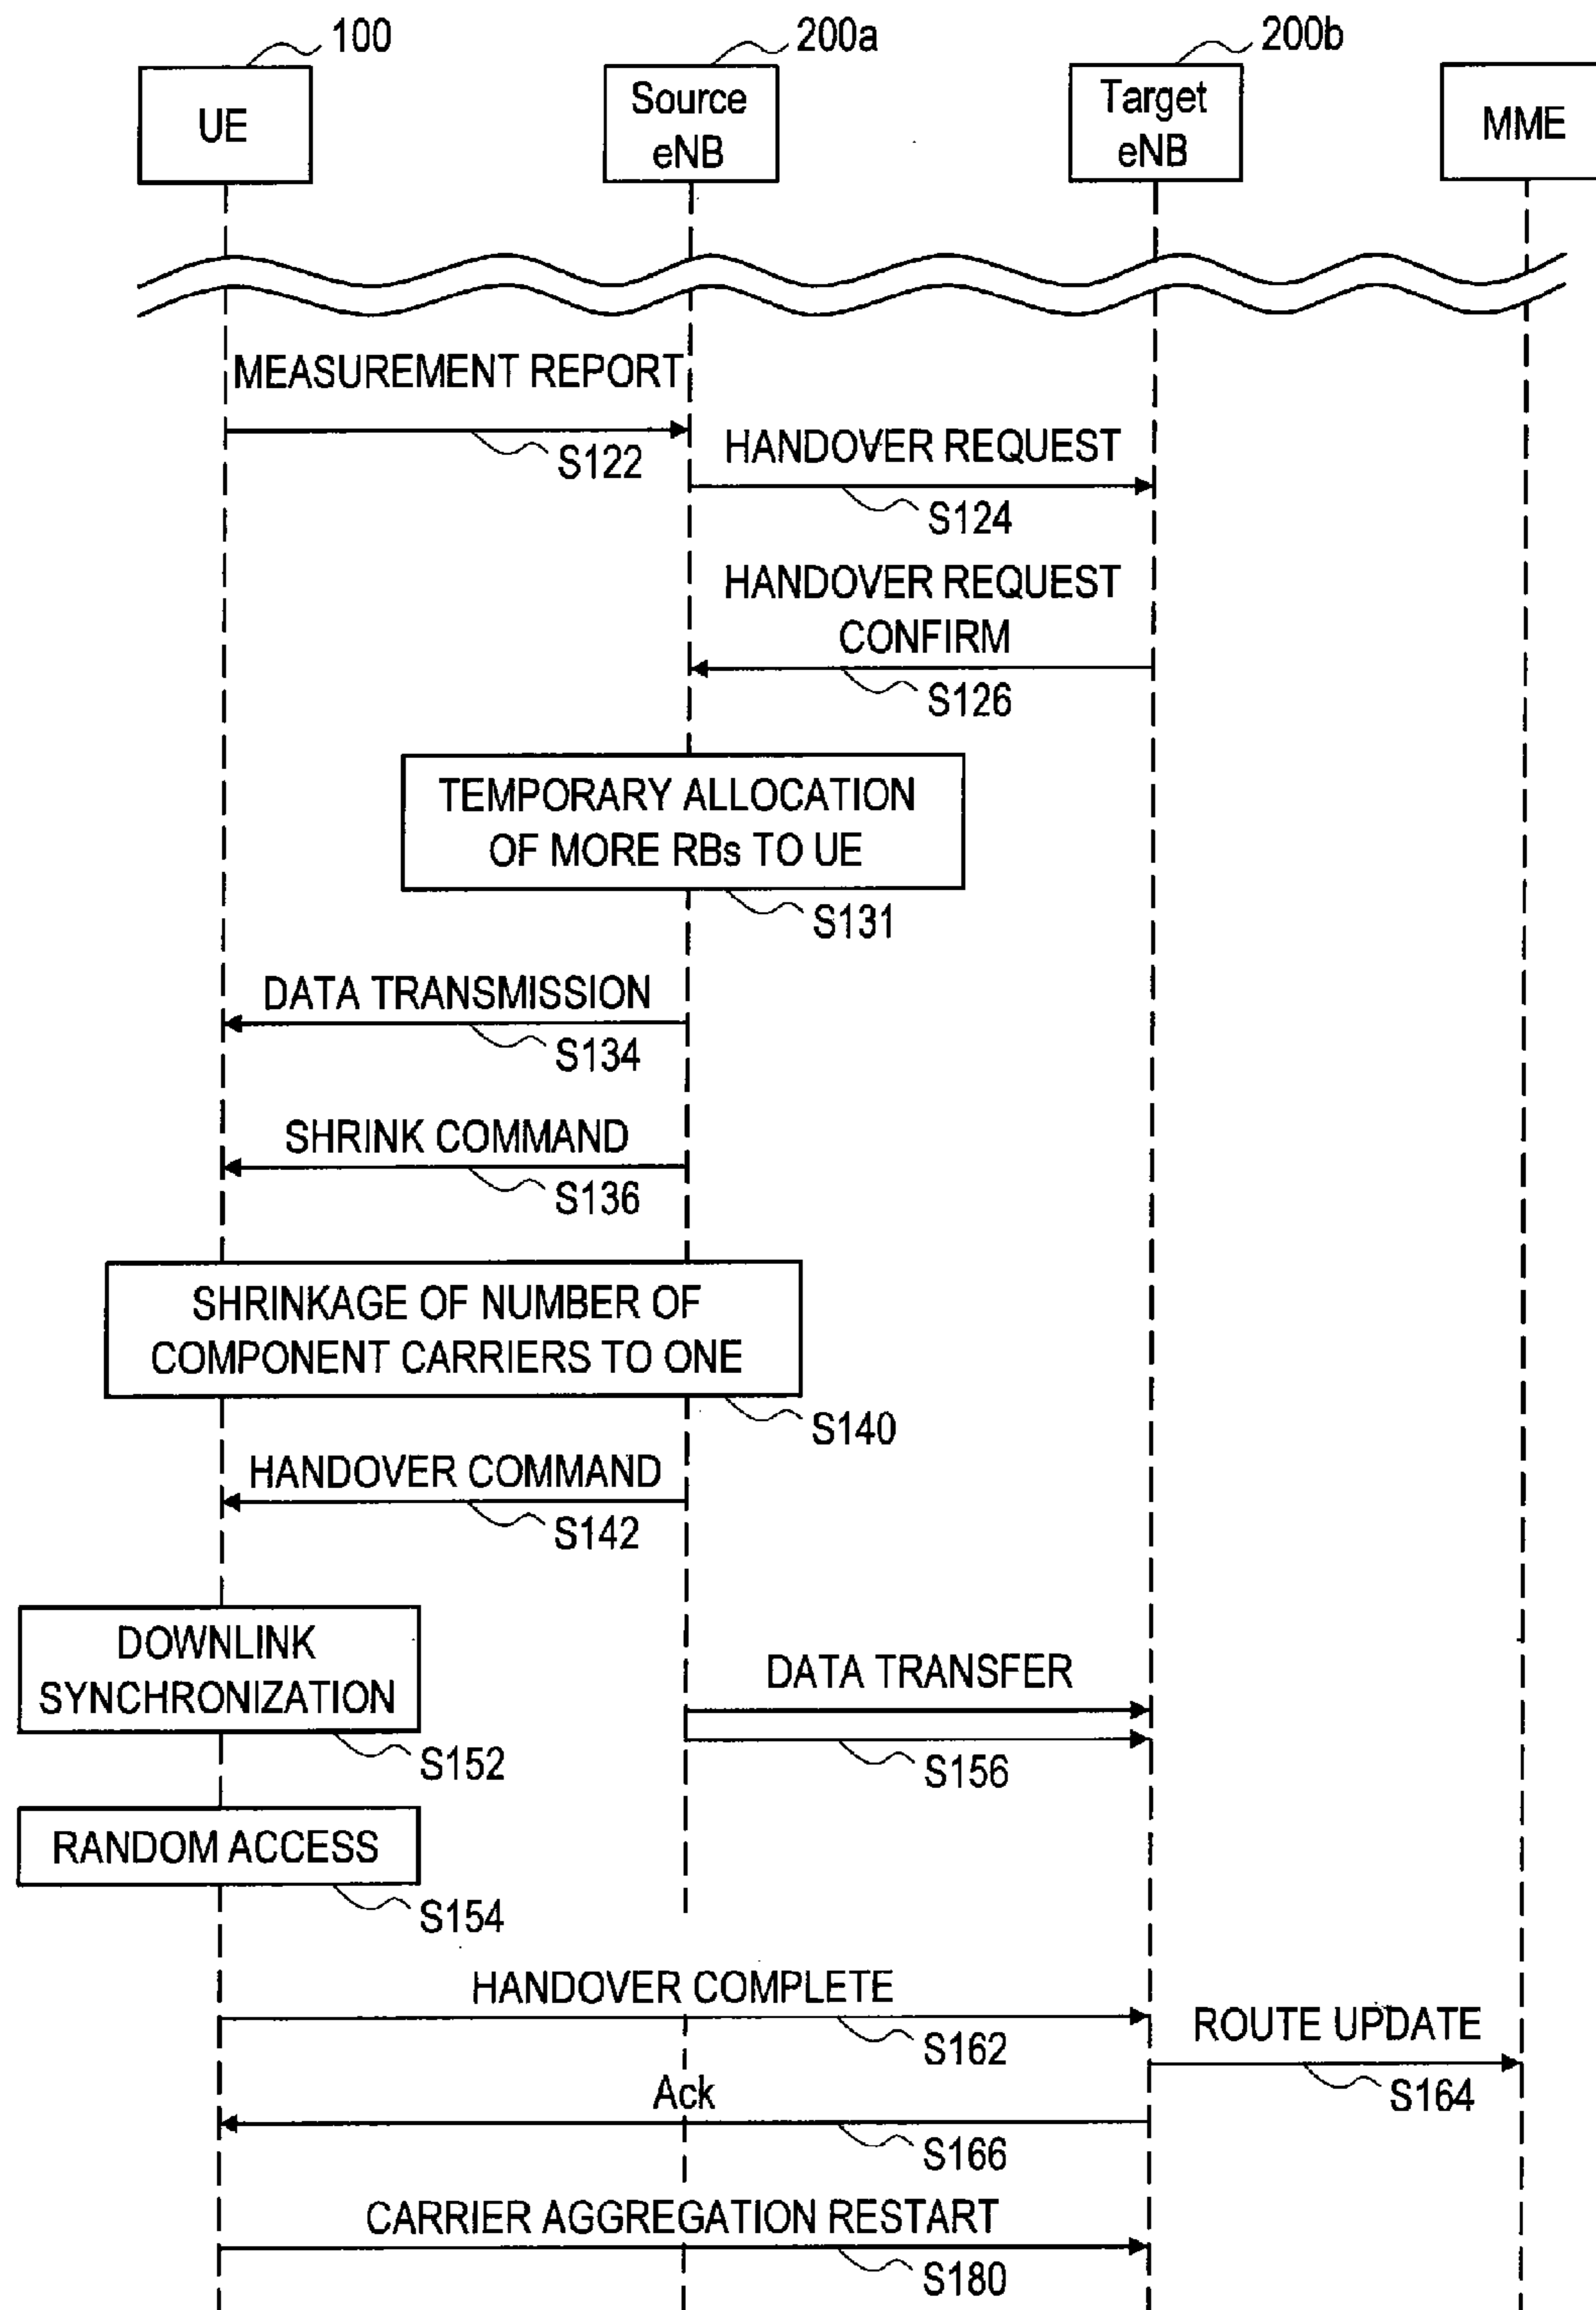 100
200a
200b
UE
Source
eNB
Target
eNB
MME
MEASUREMENT REPORT
S122
HANDOVER REQUEST
S124
HANDOVER REQUEST
CONFIRM
S126
TEMPORARY ALLOCATION
OF MORE RBs TO UE
S131
DATA TRANSMISSION
S134
SHRINK COMMAND
S136
SHRINKAGE OF NUMBER OF
COMPONENT CARRIERS TO ONE
S140
HANDOVER COMMAND
S142
DOWNLINK
SYNCHRONIZATION
S152
DATA TRANSFER
S156
RANDOM ACCESS
S154
HANDOVER COMPLETE
S162
ROUTE UPDATE
S164
Ack
S166
CARRIER AGGREGATION RESTART
S180